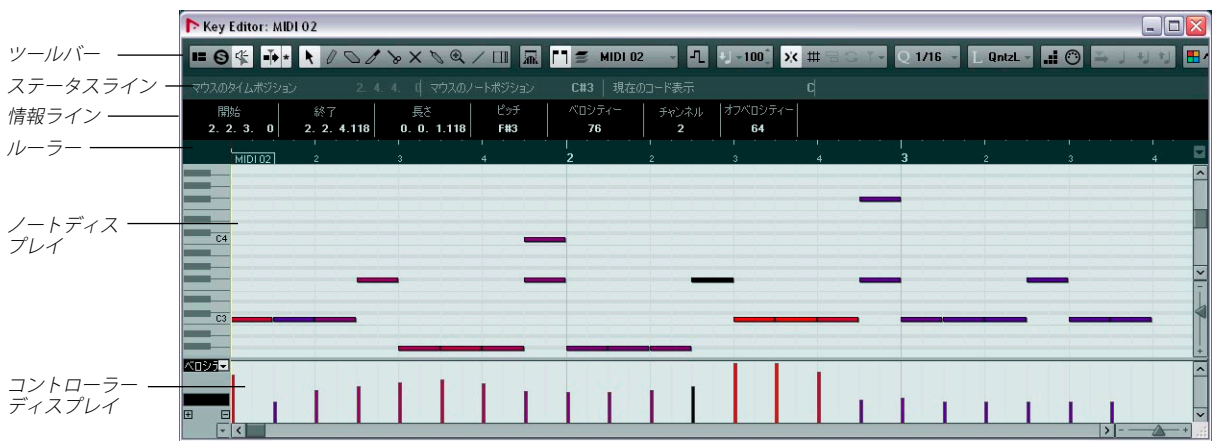 Key Editor: MIDI 02
ツールバー
MIDI 02
-100
1/16
QntzL
ステータスライン
マウスのタイムポジション 2. 4. 4. 0 マウスのノートポジション C#3 現在のコード表示 C
情報ライン
開始 終了 長さ ピッチ ベロシティー チャンネル オフベロシティー
2. 2. 3. 0 2. 2. 4.118 0. 0. 1.118 F#3 76 2 64
ルーラー
MIDI 02 2 3 4 2 2 3 4 3 2 3 4
ノートディス
プレイ
C4
C3
ベロシテ
コントローラー
ディスプレイ